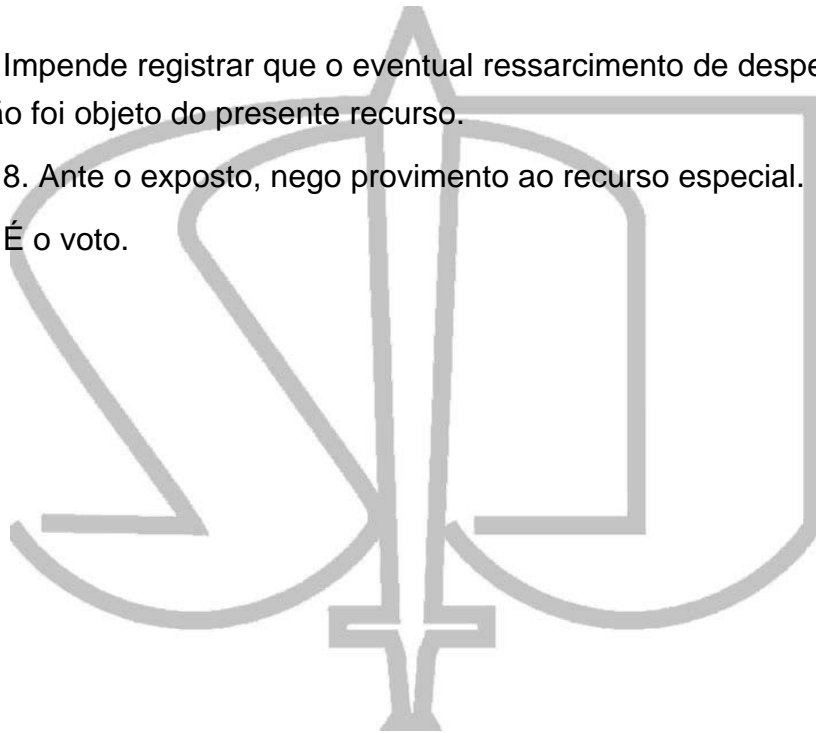 Impende registrar que o eventual ressarcimento de despe
ão foi objeto do presente recurso.
8. Ante o exposto, nego provimento ao recurso especial.
É o voto.